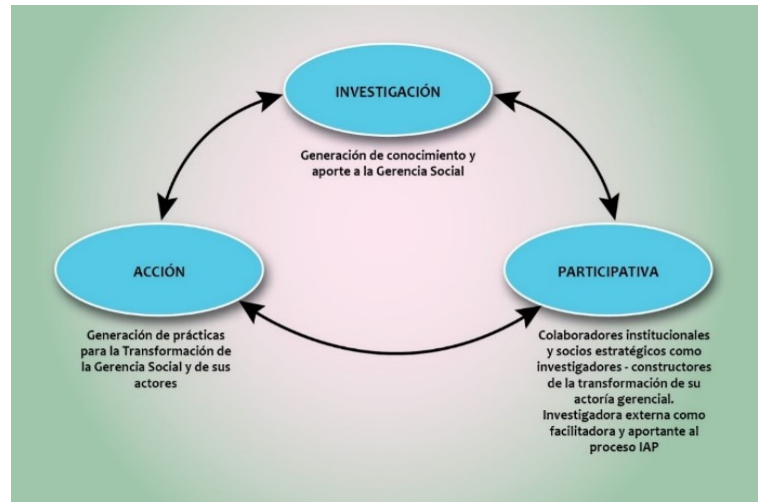 INVESTIGACIÓN
Generación de conocimiento y
aporte a la Gerencia Social
ACCIÓN
Generación de prácticas
para la Transformación de
la Gerencia Social y de sus
actores
PARTICIPATIVA
Colaboradores institucionales
y socios estratégicos como
investigadores - constructores
de la transformación de su
actoría gerencial.
Investigadora externa como
facilitadora y aportante al
proceso IAP